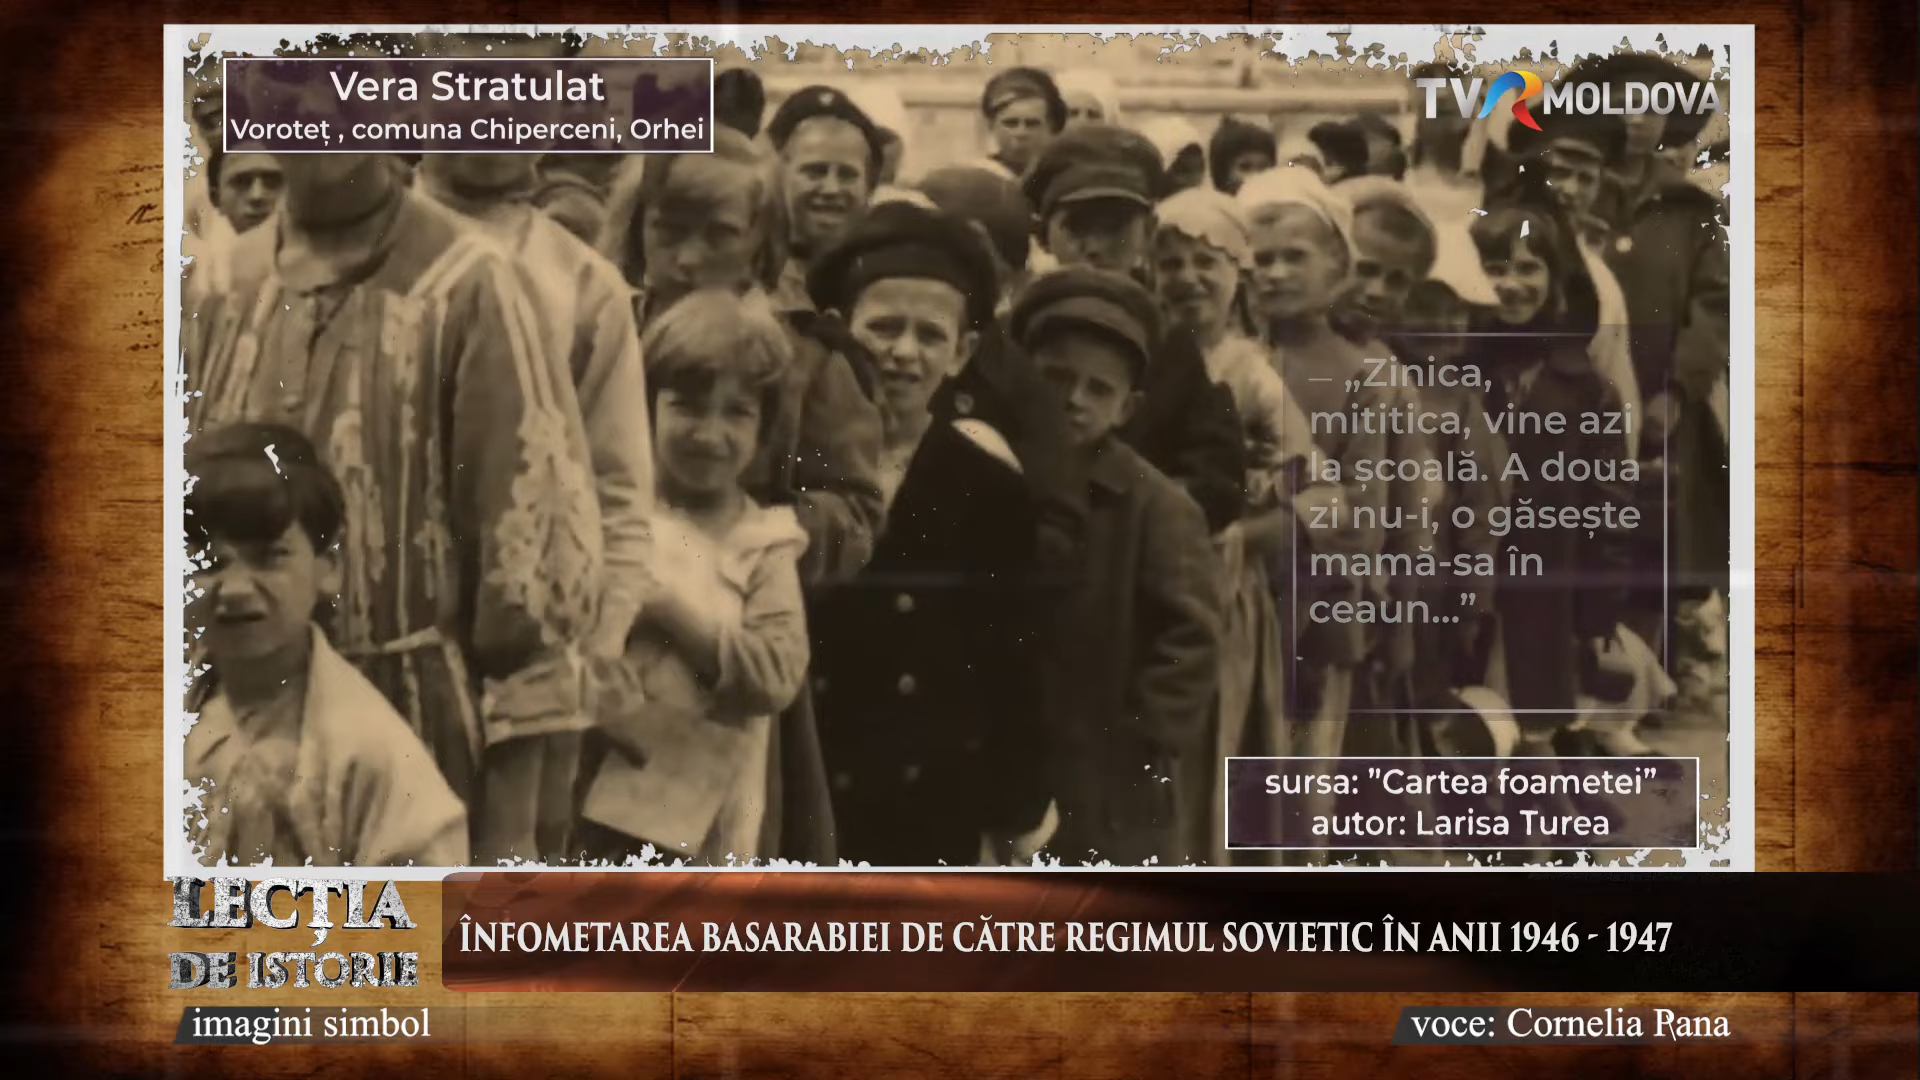 Vera Stratulat
Voroteț , comuna Chiperceni, Orhei
TVR MOLDOVA
— „Zinica,
mititica, vine azi
la școală. A doua
zi nu-i, o găsește
mamă-sa în
ceaun...”
sursa: ”Cartea foametei”
autor: Larisa Turea
LECȚIA
DE ISTORIE
ÎNFOMETAREA BASARABIEI DE CĂTRE REGIMUL SOVIETIC ÎN ANII 1946 - 1947
imagini simbol
voce: Cornelia Rana